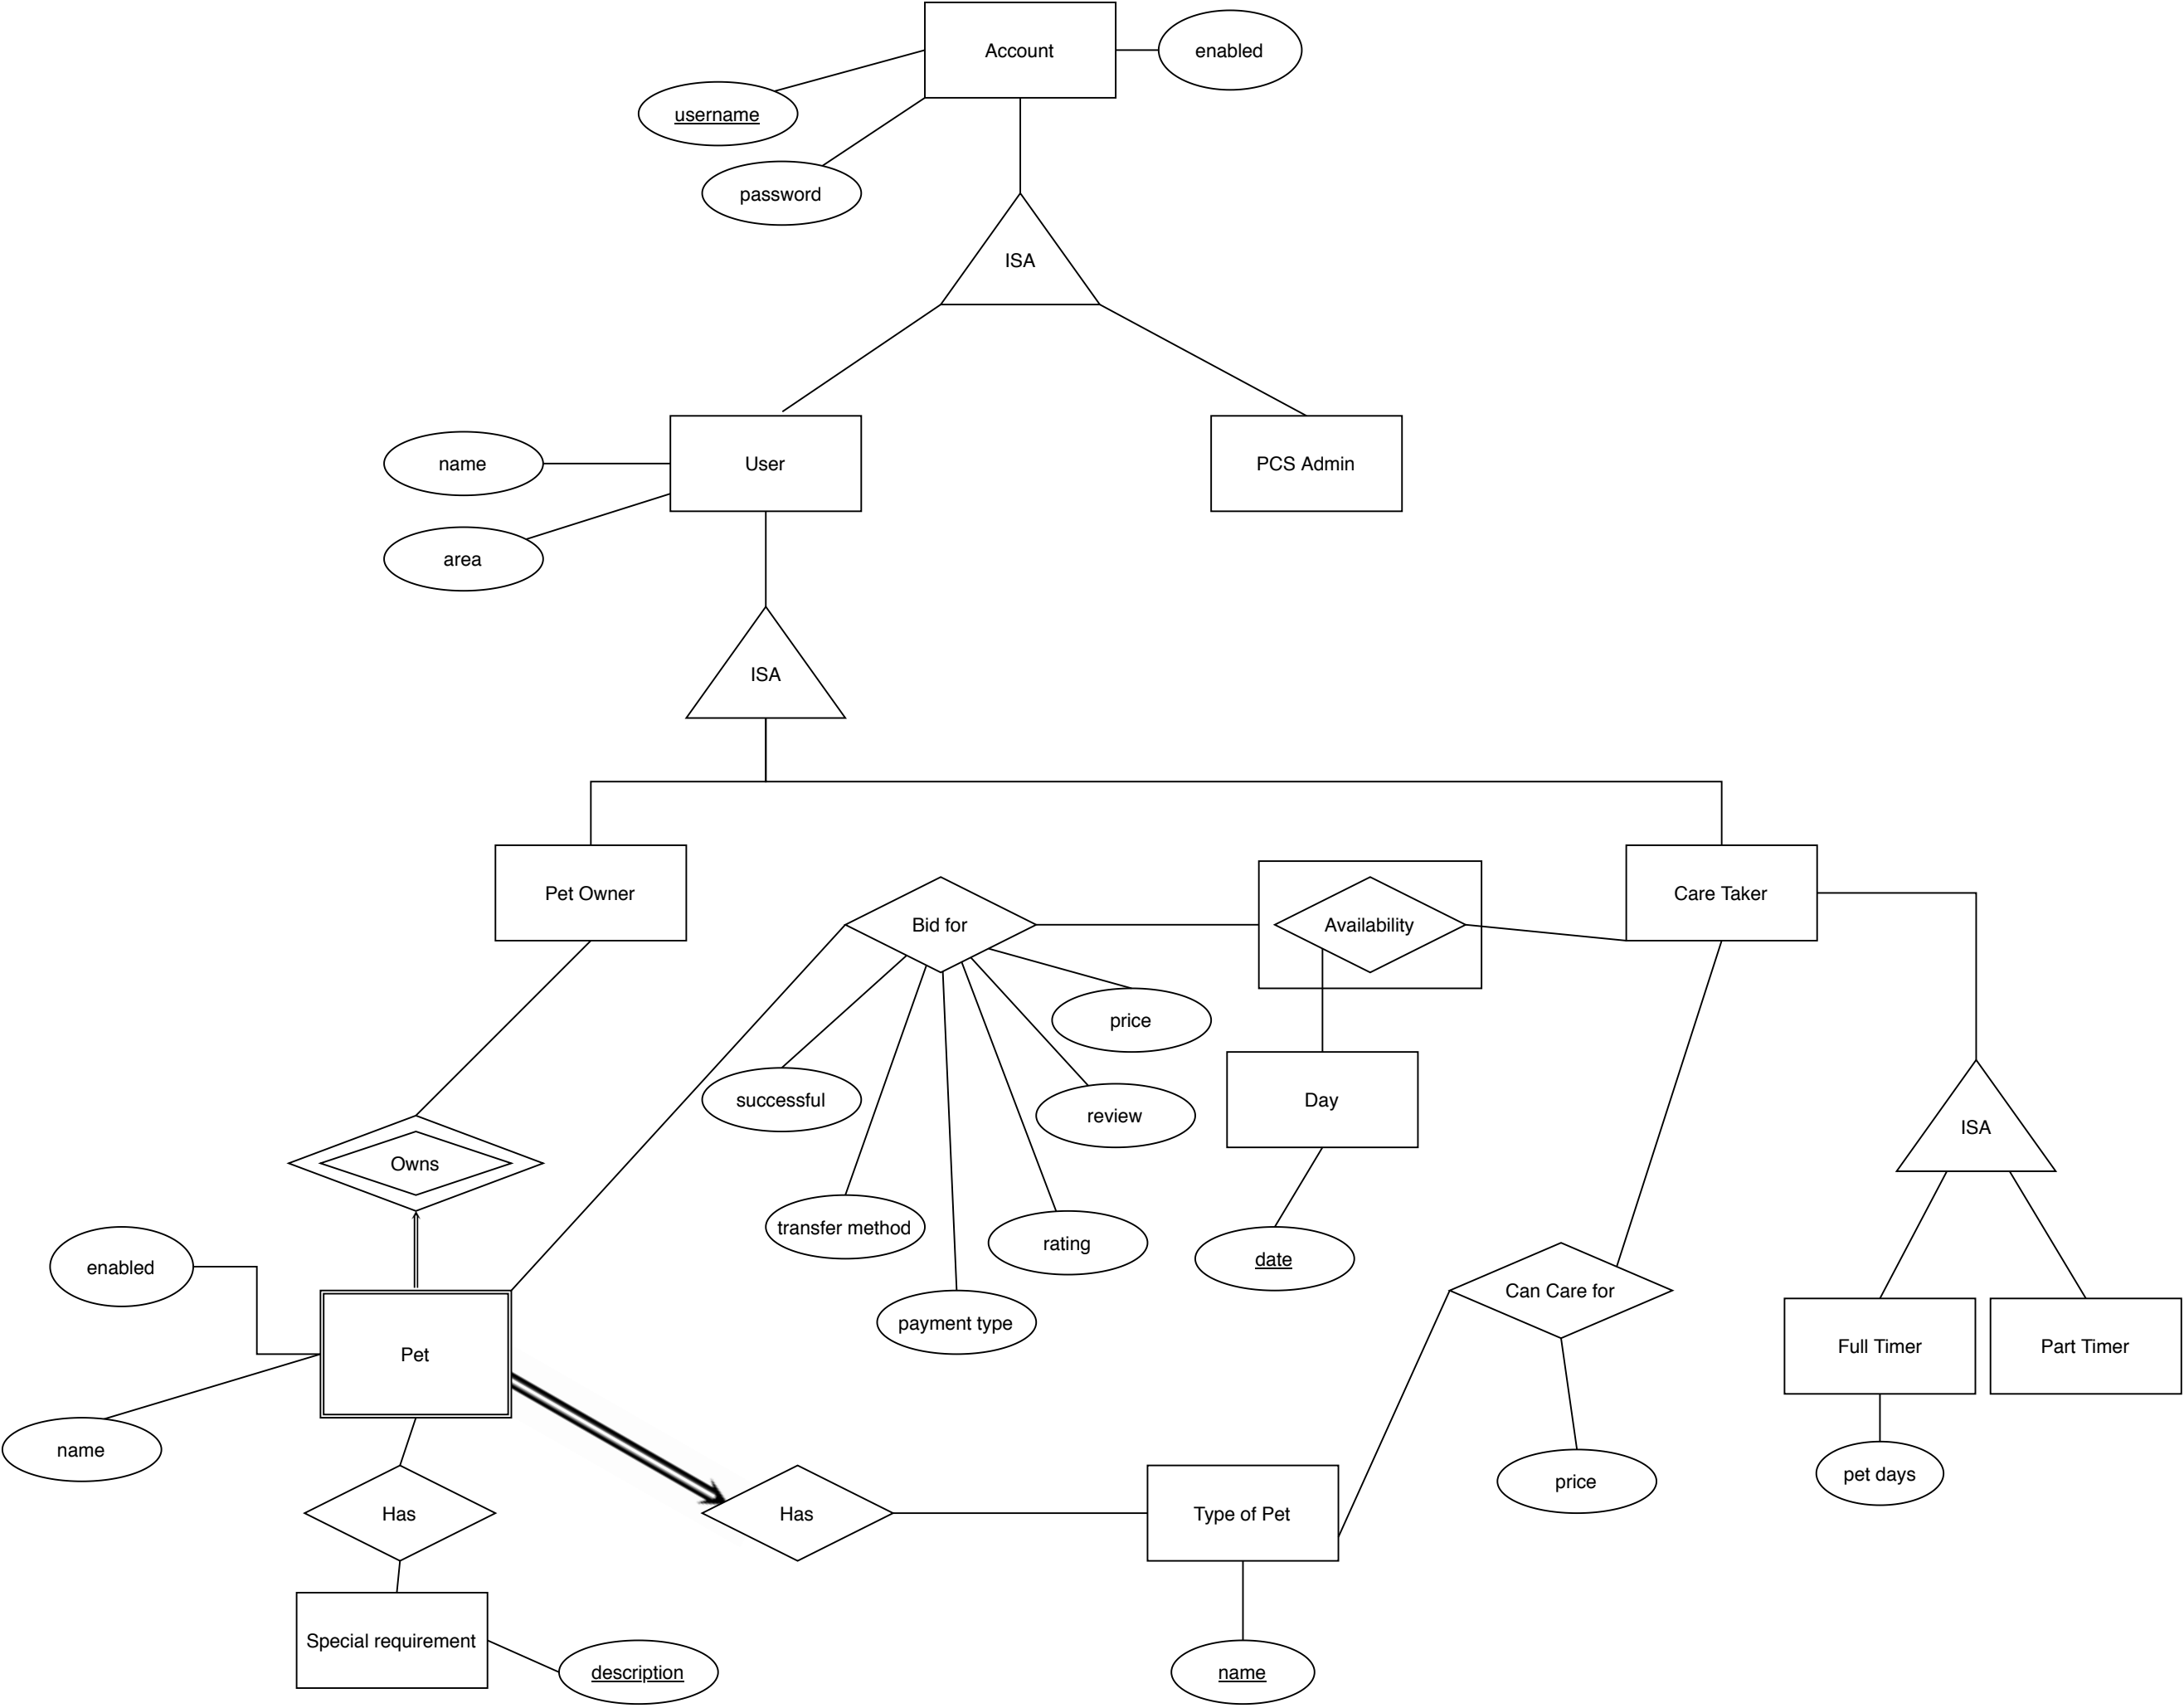 Account
enabled
username
password
ISA
name
User
PCS Admin
area
ISA
Pet Owner
Care Taker
Bid for
Availability
price
successful
review
Day
ISA
Owns
transfer method
rating
date
enabled
Can Care for
payment type
Pet
Full Timer
Part Timer
name
pet days
price
Has
Has
Type of Pet
Special requirement
description
name